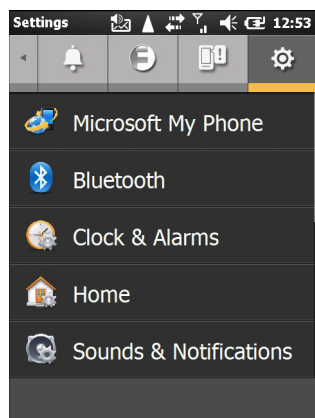 Settings 12:53
Microsoft My Phone
Bluetooth
Clock & Alarms
Home
Sounds & Notifications